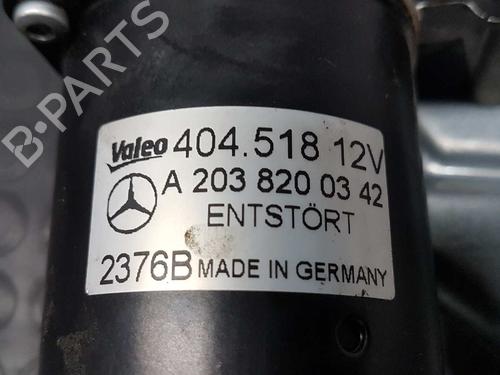 B-PARTS
Valeo 404.518 12V
A 203 820 03 42
ENTSTÖRT
2376B MADE IN GERMANY